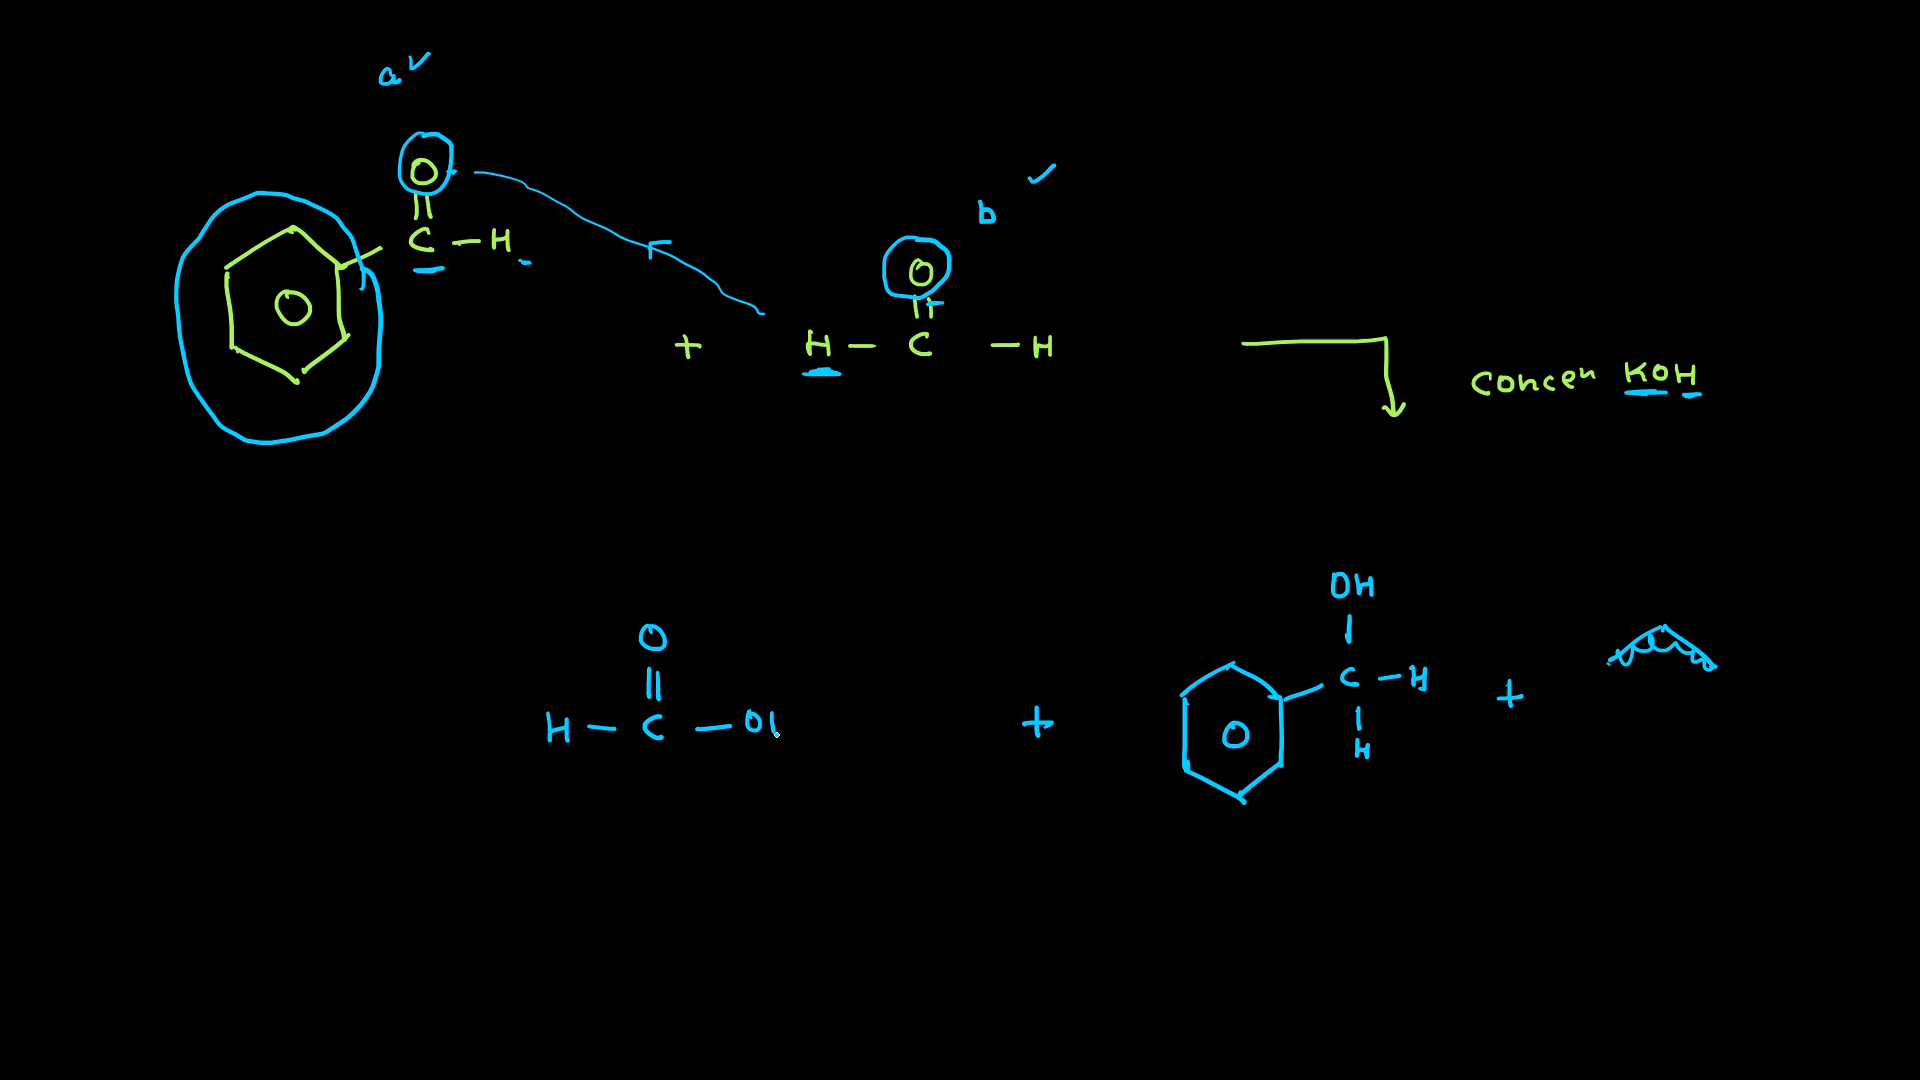 a
O
||
C - H
b
O
||
+ H - C - H
Concen KOH
OH
|
O
||
C - H
+
H - C - O
+
O
|
H